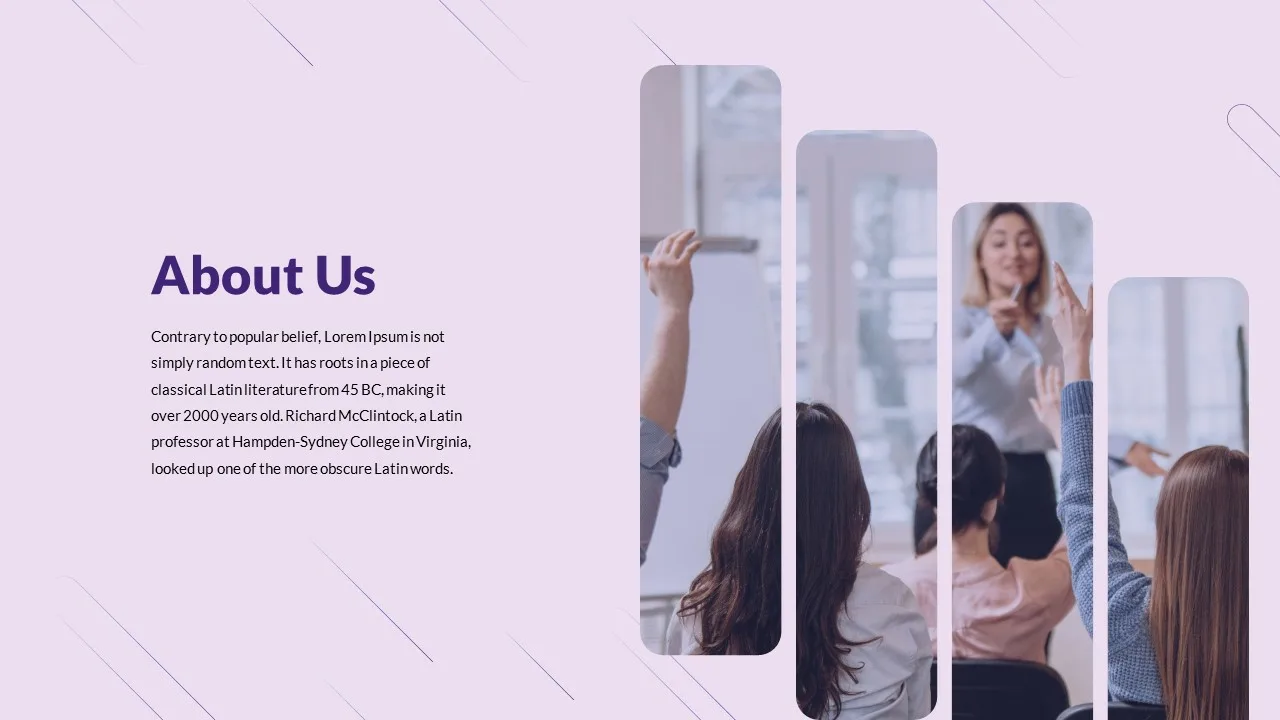 About Us
Contrary to popular belief, Lorem Ipsum is not
simply random text. It has roots in a piece of
classical Latin literature from 45 BC, making it
over 2000 years old. Richard McClintock, a Latin
professor at Hampden-Sydney College in Virginia,
looked up one of the more obscure Latin words.